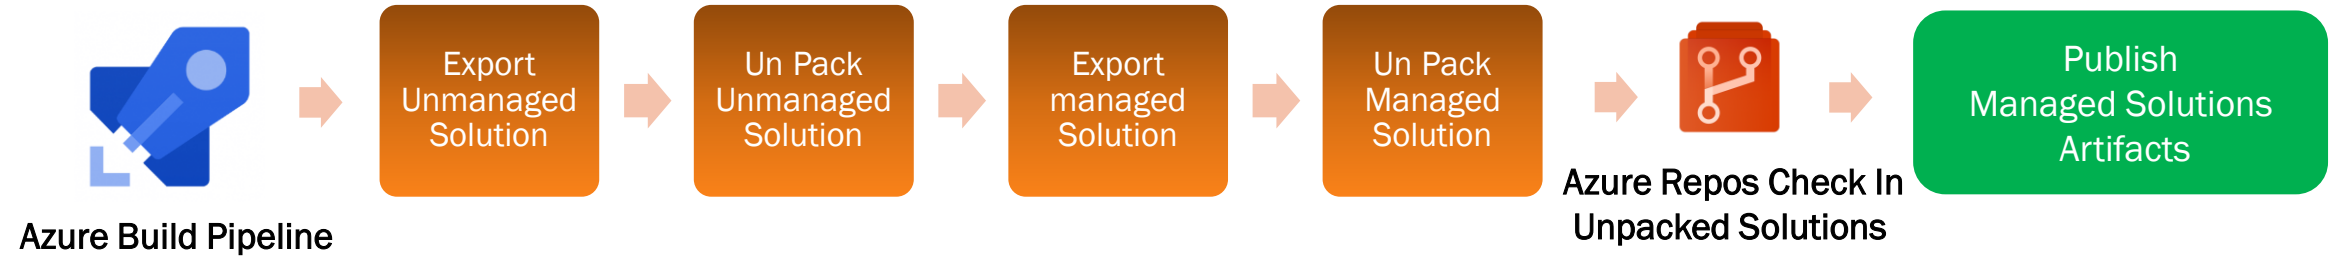 Azure Build Pipeline
Export
Unmanaged
Solution
Un Pack
Unmanaged
Solution
Export
managed
Solution
Un Pack
Managed
Solution
Azure Repos Check In
Unpacked Solutions
Publish
Managed Solutions
Artifacts